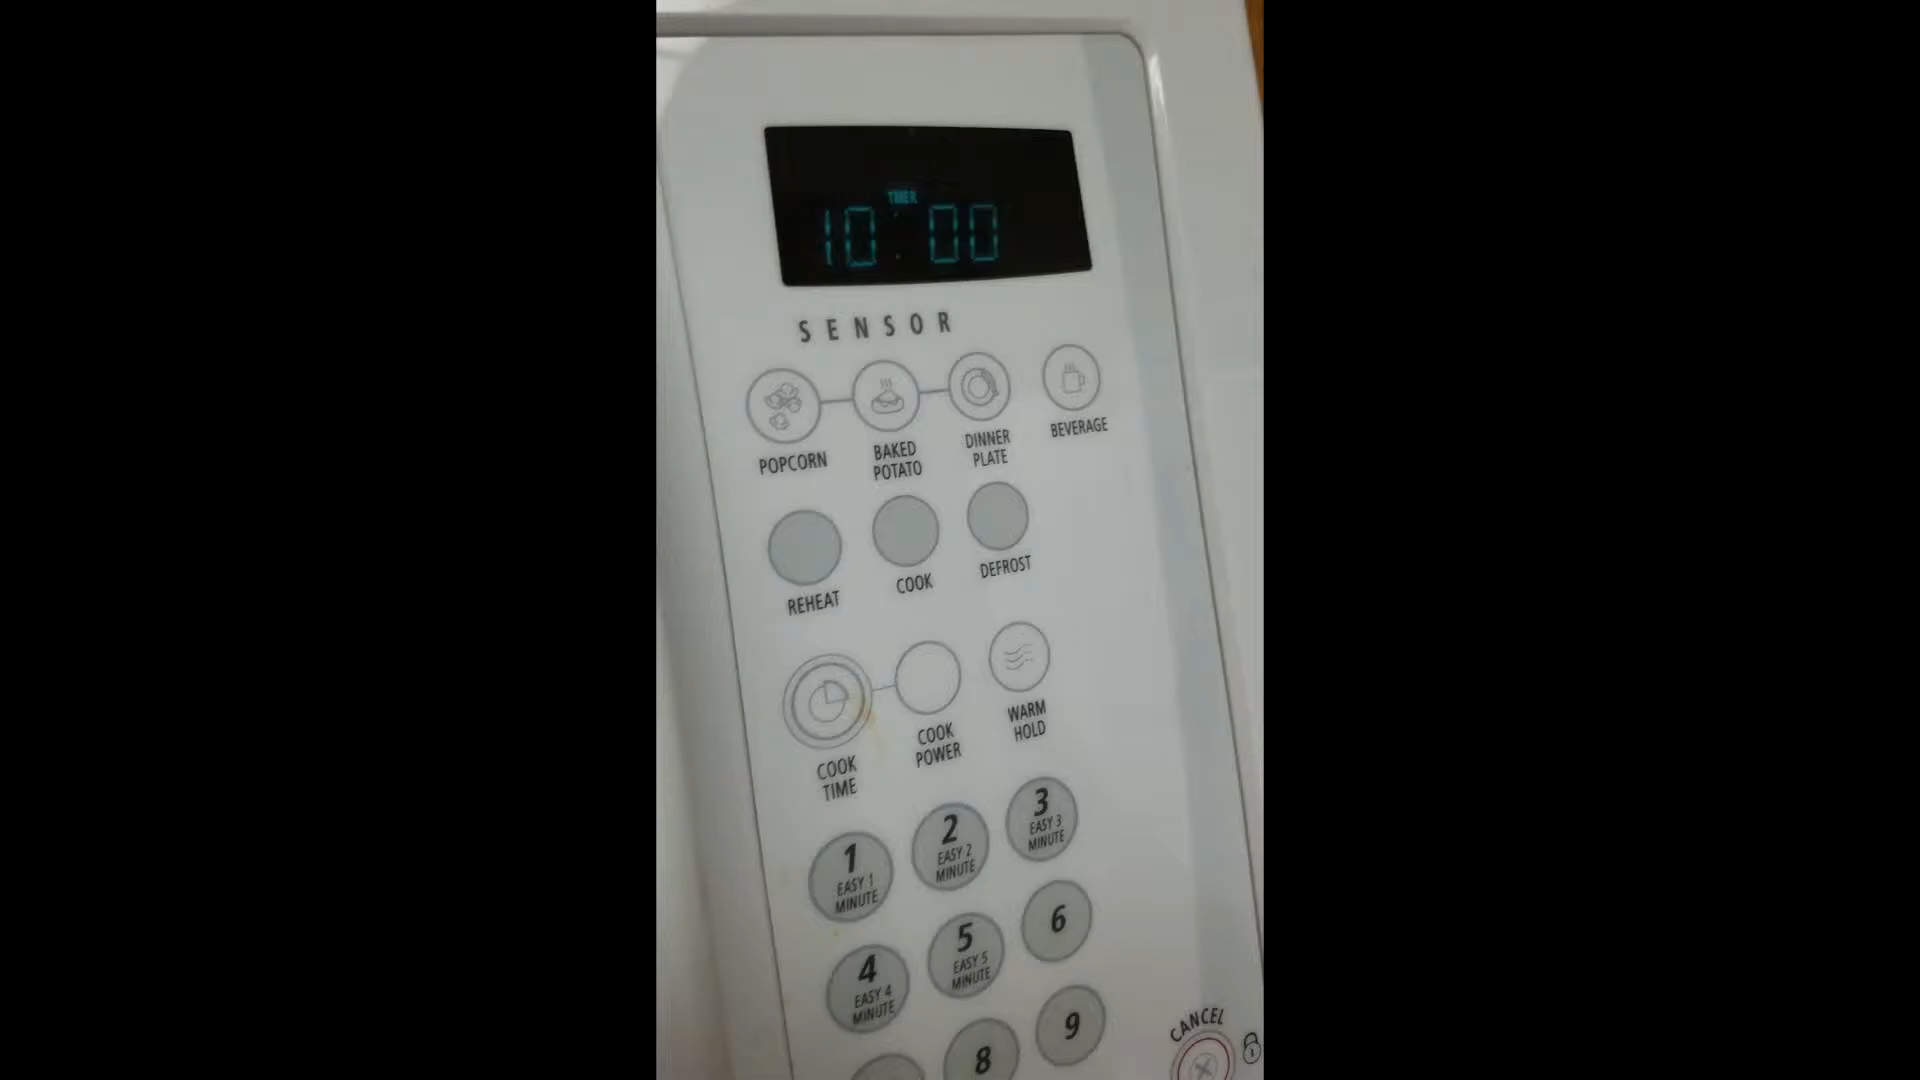 TIMER
10:00
SENSOR
POPCORN
BAKED
POTATO
DINNER
PLATE
BEVERAGE
REHEAT
COOK
DEFROST
COOK
TIME
COOK
POWER
WARM
HOLD
1
EASY 1
MINUTE
2
EASY 2
MINUTE
3
EASY 3
MINUTE
4
EASY 4
MINUTE
5
EASY 5
MINUTE
6
8
9
CANCEL